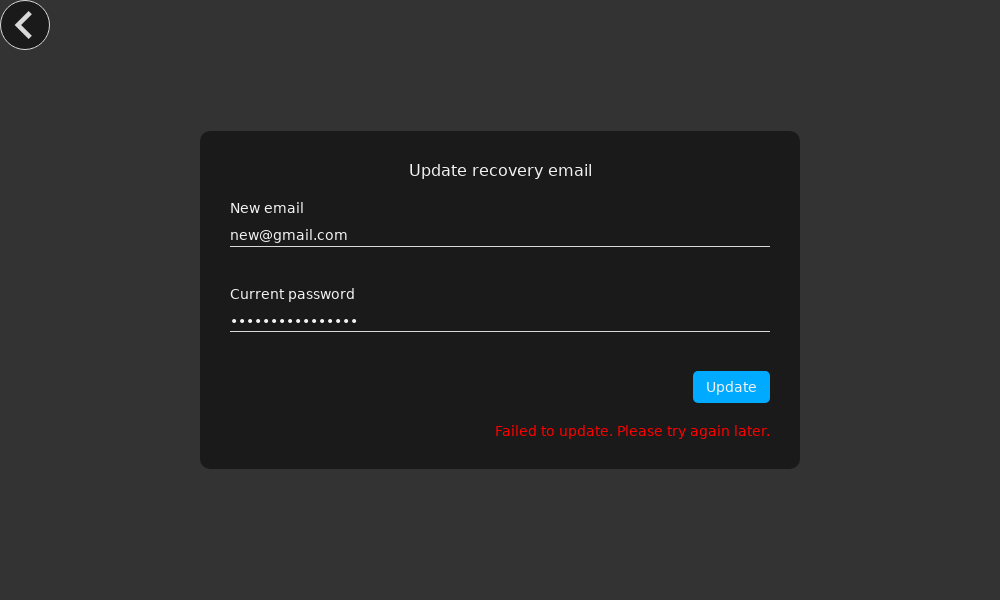 Update recovery email
New email
new@gmail.com
Current password
••••••••••••••••
Update
Failed to update. Please try again later.